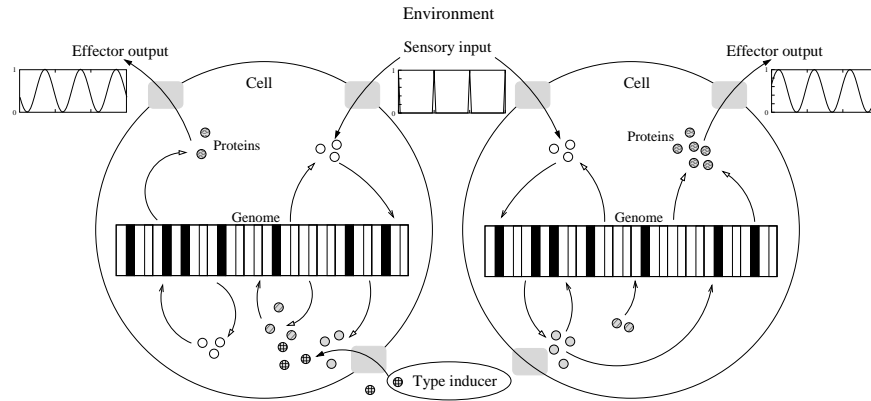 Environment
Effector output
Sensory input
Effector output
1
0
1
0
1
0
Cell
Cell
Proteins
Proteins
Genome
Genome
Type inducer